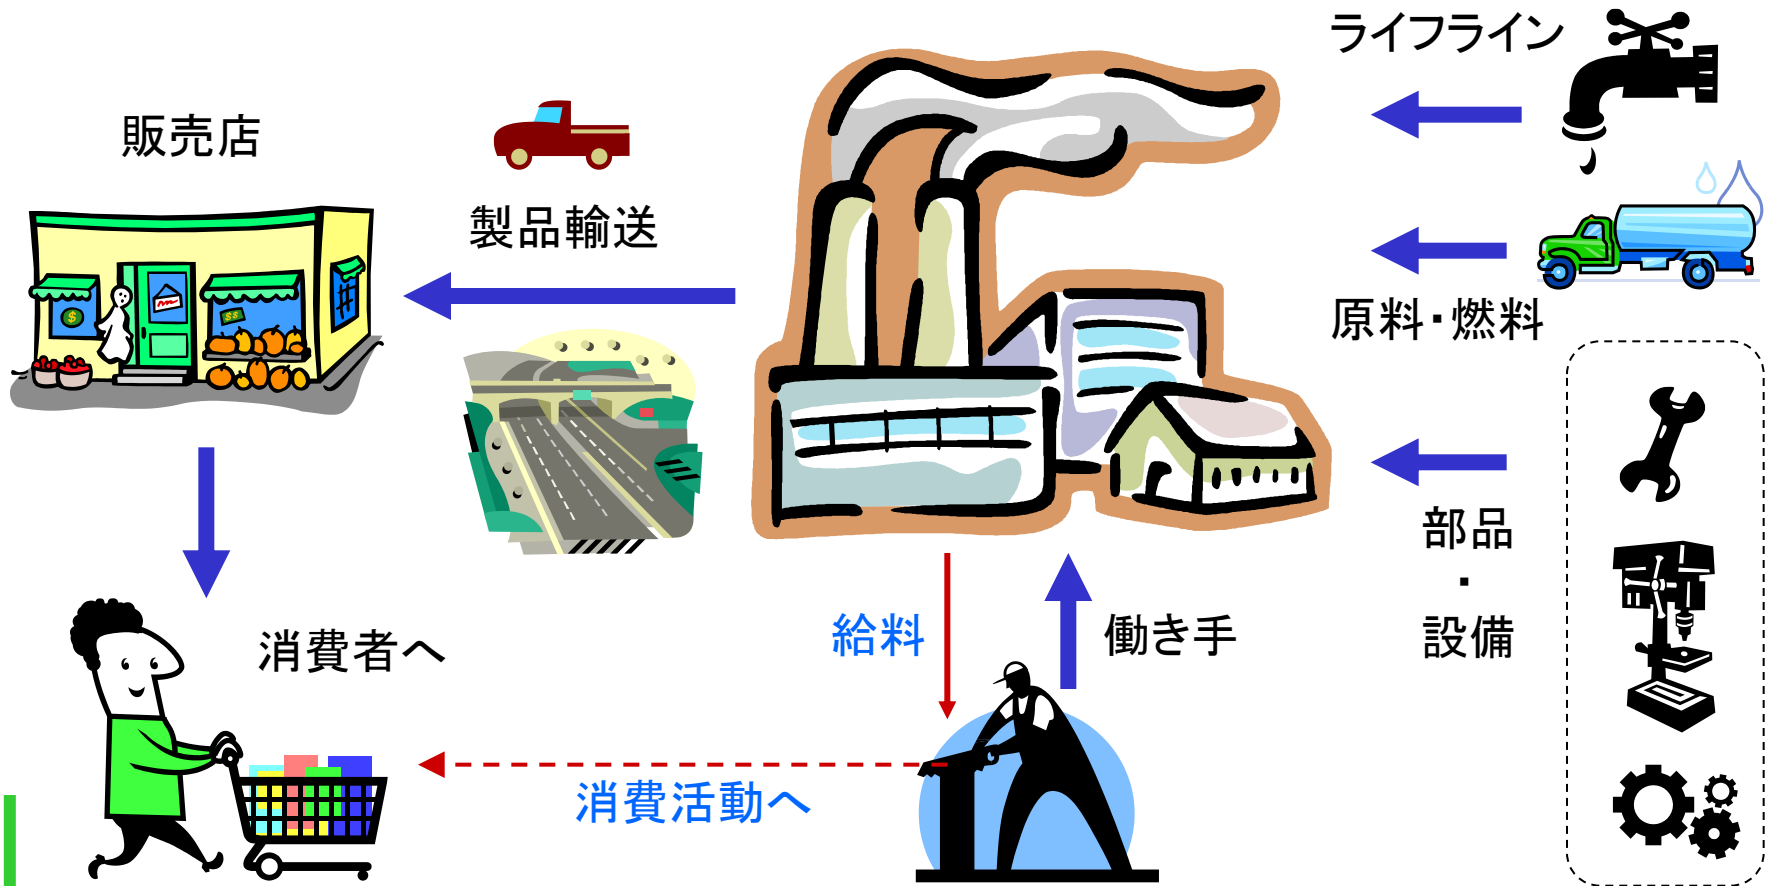 ライフライン
販売店
製品輸送
原料・燃料
部品
・
設備
給料
働き手
消費者へ
消費活動へ
$
$$